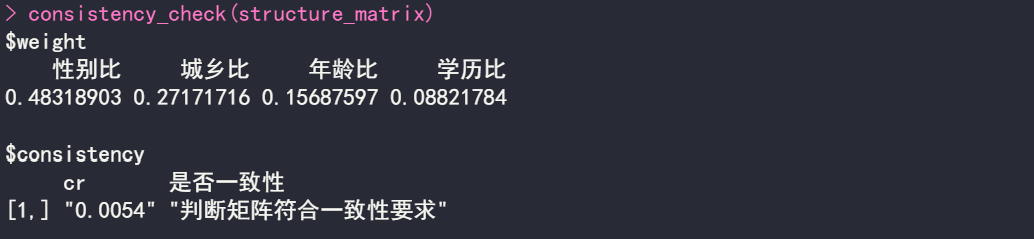 > consistency_check(structure_matrix)
$weight
性别比 城乡比 年龄比 学历比
0.48318903 0.27171716 0.15687597 0.08821784
$consistency
cr 是否一致性
[1,] "0.0054" "判断矩阵符合一致性要求"